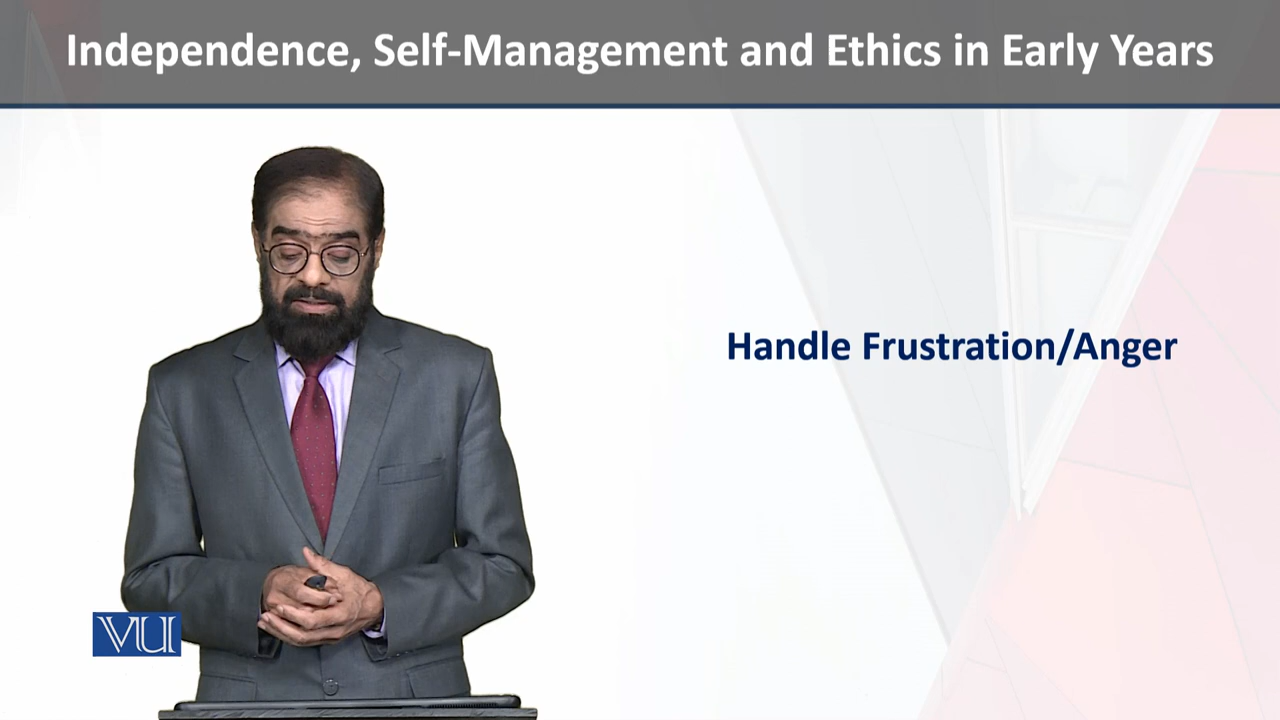 Independence, Self-Management and Ethics in Early Years
Handle Frustration/Anger
VU